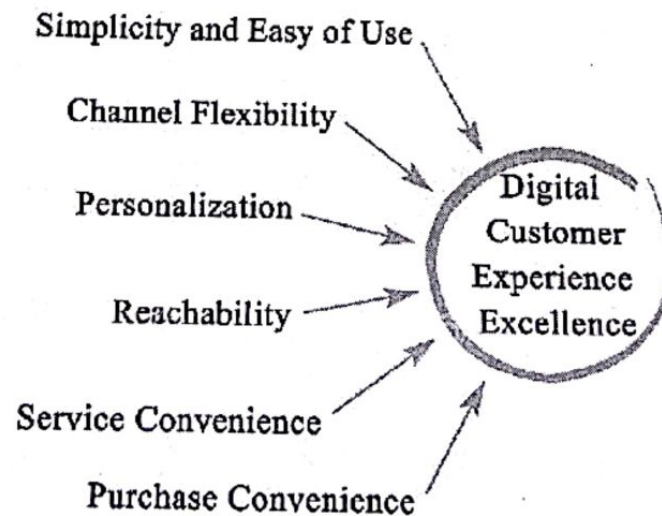 Simplicity and Easy of Use
Channel Flexibility
Personalization
Reachability
Service Convenience
Purchase Convenience
Digital
Customer
Experience
Excellence